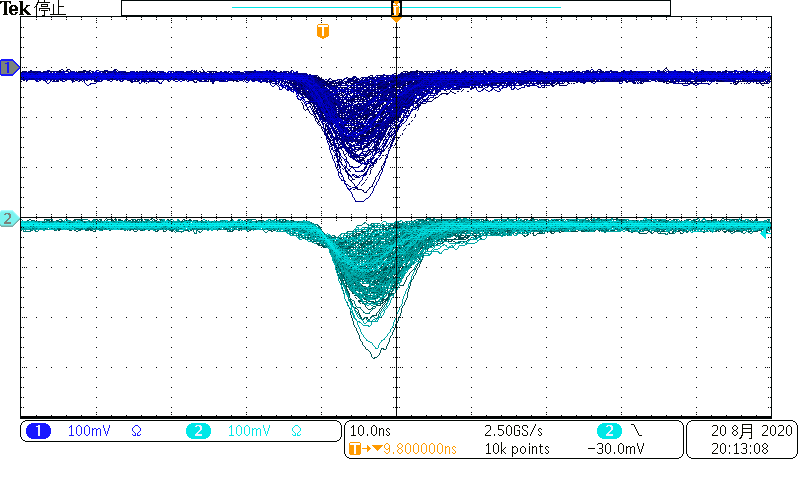 Tek 停止
T
1
2
1 100mV Ω 2 100mV Ω
10.0ns 2.50GS/s 2
T→▼9.800000ns 10k points −30.0mV
20 8月 2020
20:13:08